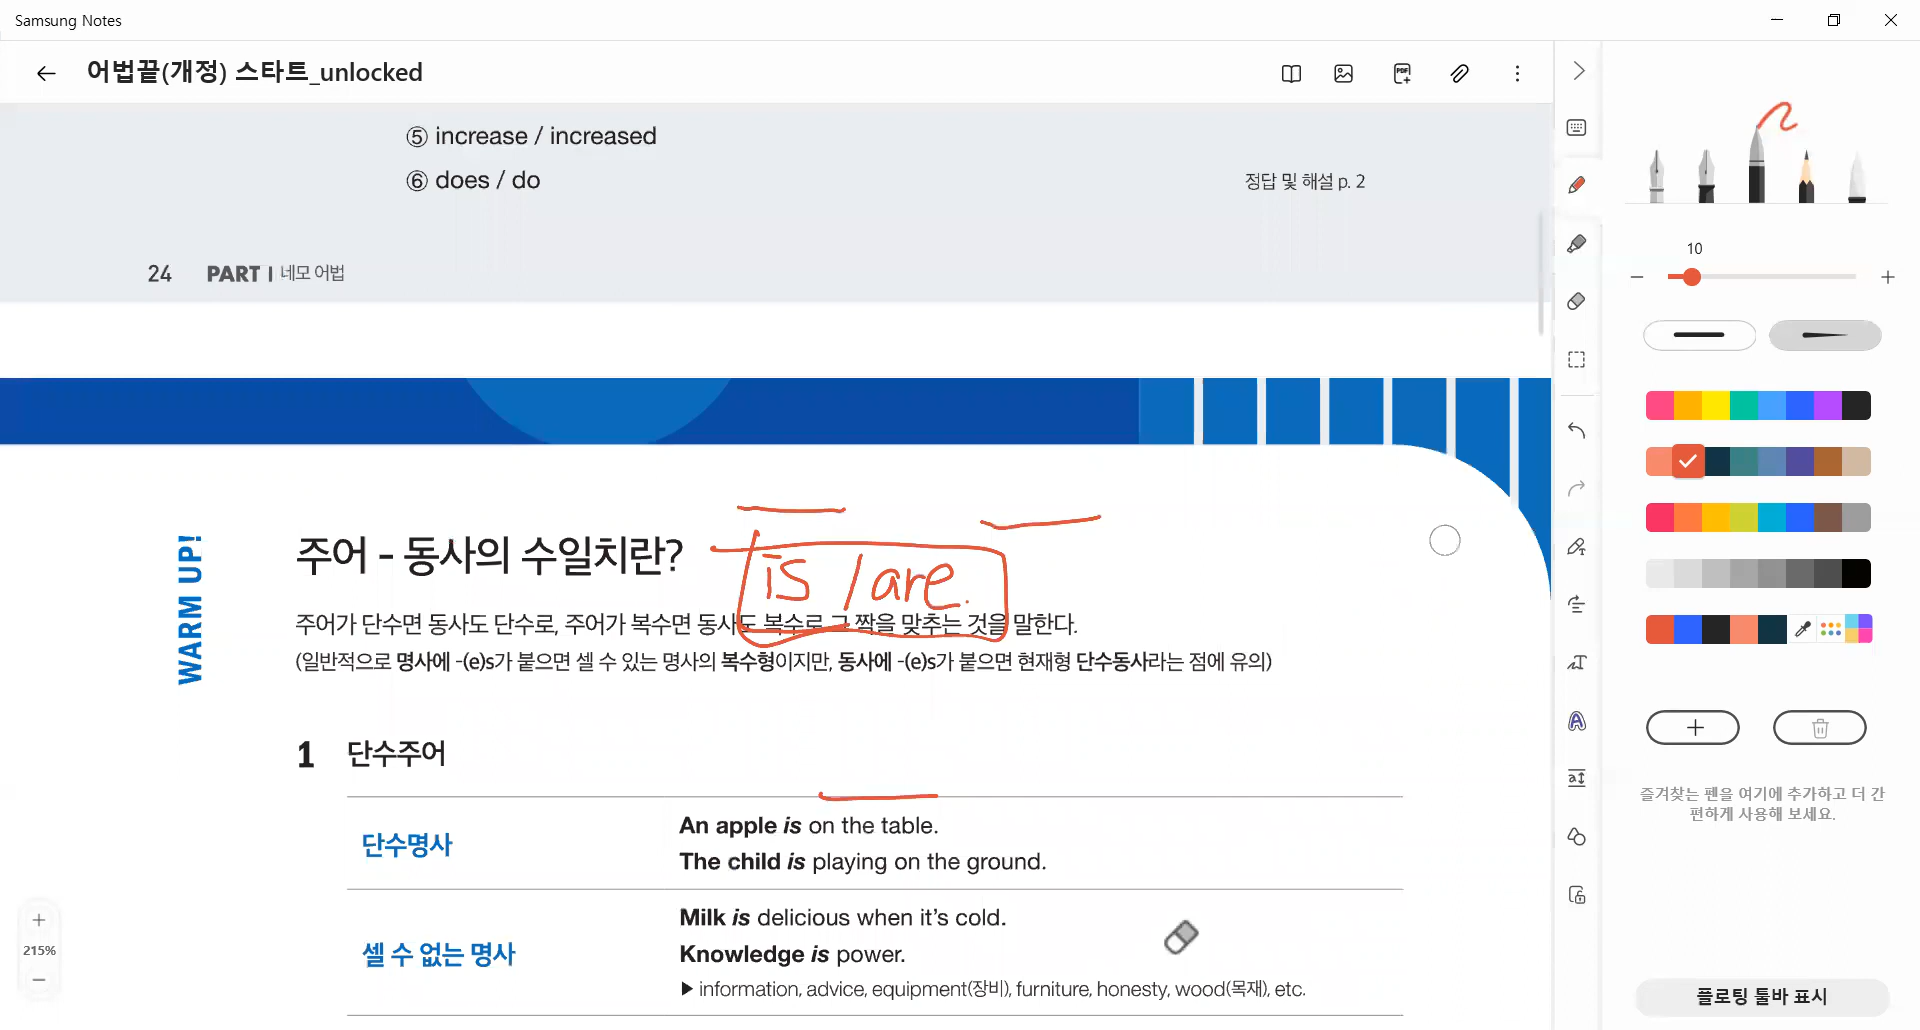 Samsung Notes
어법끝(개정) 스타트_unlocked
⑤ increase / increased
⑥ does / do
정답 및 해설 p. 2
24 PART I 네모 어법
WARM UP!
주어 - 동사의 수일치란?
is / are.
주어가 단수면 동사도 단수로, 주어가 복수면 동사도 복수로 그 짝을 맞추는 것을 말한다.
(일반적으로 명사에 -(e)s가 붙으면 셀 수 있는 명사의 복수형이지만, 동사에 -(e)s가 붙으면 현재형 단수동사라는 점에 유의)
1 단수주어
단수명사
An apple is on the table.
The child is playing on the ground.
셀 수 없는 명사
Milk is delicious when it's cold.
Knowledge is power.
▶ information, advice, equipment(장비), furniture, honesty, wood(목재), etc.
215%
10
즐겨찾는 펜을 여기에 추가하고 더 간
편하게 사용해 보세요.
플로팅 툴바 표시